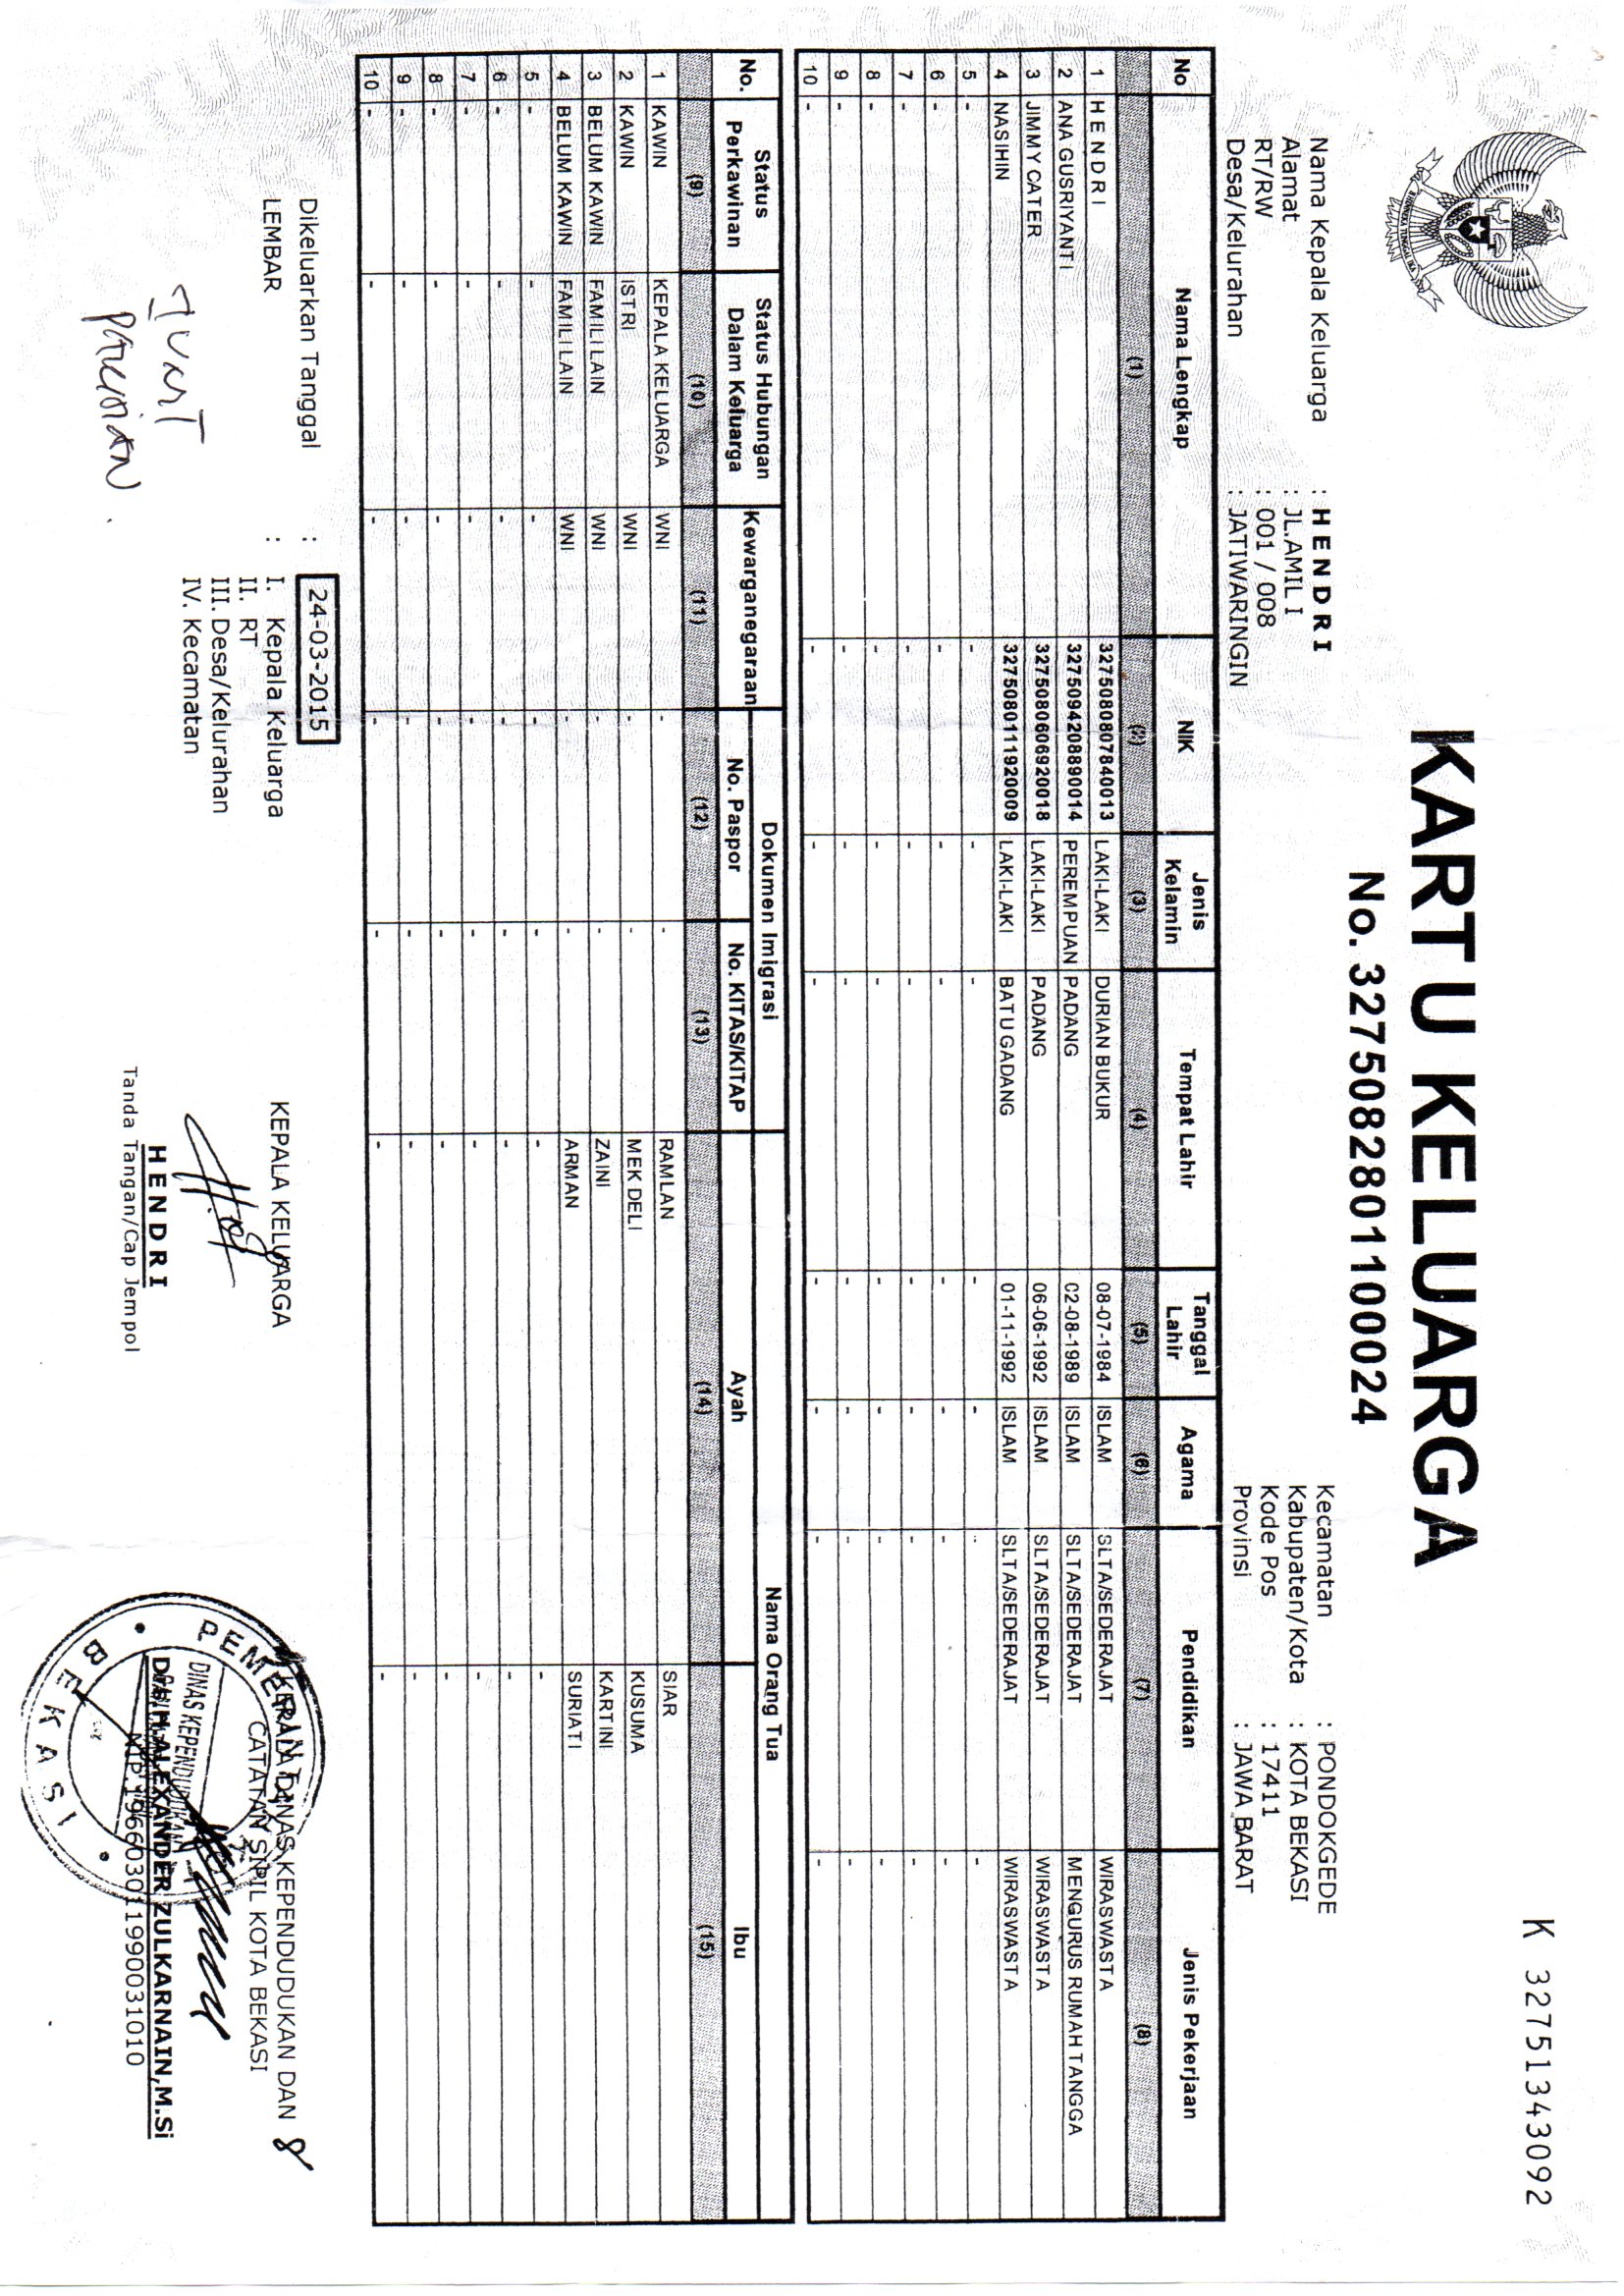 K 32751343092
BHINNEKA TUNGGAL IKA
KARTU KELUARGA
No. 3275082801100024
Nama Kepala Keluarga : HENDRI
Alamat : JL.AMIL I
RT/RW : 001 / 008
Desa/Kelurahan : JATIWARINGIN
Kecamatan : PONDOKGEDE
Kabupaten/Kota : KOTA BEKASI
Kode Pos : 17411
Provinsi : JAWA BARAT
No Nama Lengkap NIK Jenis Kelamin Tempat Lahir Tanggal Lahir Agama Pendidikan Jenis Pekerjaan
(1) (2) (3) (4) (5) (6) (7) (8)
1 HENDRI 3275080807840013 LAKI-LAKI DURIAN BUKUR 08-07-1984 ISLAM SLTA/SEDERAJAT WIRASWASTA
2 ANA GUSRIYANTI 3275094208890014 PEREMPUAN PADANG 02-08-1989 ISLAM SLTA/SEDERAJAT MENGURUS RUMAH TANGGA
3 JIMMY CATER 3275080606920018 LAKI-LAKI PADANG 06-06-1992 ISLAM SLTA/SEDERAJAT WIRASWASTA
4 NASIHIN 3275080111920009 LAKI-LAKI BATU GADANG 01-11-1992 ISLAM SLTA/SEDERAJAT WIRASWASTA
5 - - - - - - - -
6 - - - - - - - -
7 - - - - - - - -
8 - - - - - - - -
9 - - - - - - - -
10 - - - - - - - -
No. Status Perkawinan Status Hubungan Dalam Keluarga Kewarganegaraan Dokumen Imigrasi Nama Orang Tua
No. Paspor No. KITAS/KITAP Ayah Ibu
(9) (10) (11) (12) (13) (14) (15)
1 KAWIN KEPALA KELUARGA WNI - - RAMLAN SIAR
2 KAWIN ISTRI WNI - - MEK DELI KUSUMA
3 BELUM KAWIN FAMILI LAIN WNI - - ZAINI KARTINI
4 BELUM KAWIN FAMILI LAIN WNI - - ARMAN SURIATI
5 - - - - - - -
6 - - - - - - -
7 - - - - - - -
8 - - - - - - -
9 - - - - - - -
10 - - - - - - -
Dikeluarkan Tanggal : 24-03-2015
LEMBAR : I. Kepala Keluarga
II. RT
III. Desa/Kelurahan
IV. Kecamatan
KEPALA KELUARGA
HENDRI
Tanda Tangan/Cap Jempol
KEPALA DINAS KEPENDUDUKAN DAN 8
CATATAN SIPIL KOTA BEKASI
Drs.H.ALEXANDER ZULKARNAIN,M.Si
NIP.196603011990031010
PEMERINTAH KOTA
DINAS KEPENDUDUKAN
DAN CATATAN SIPIL
BEKASI